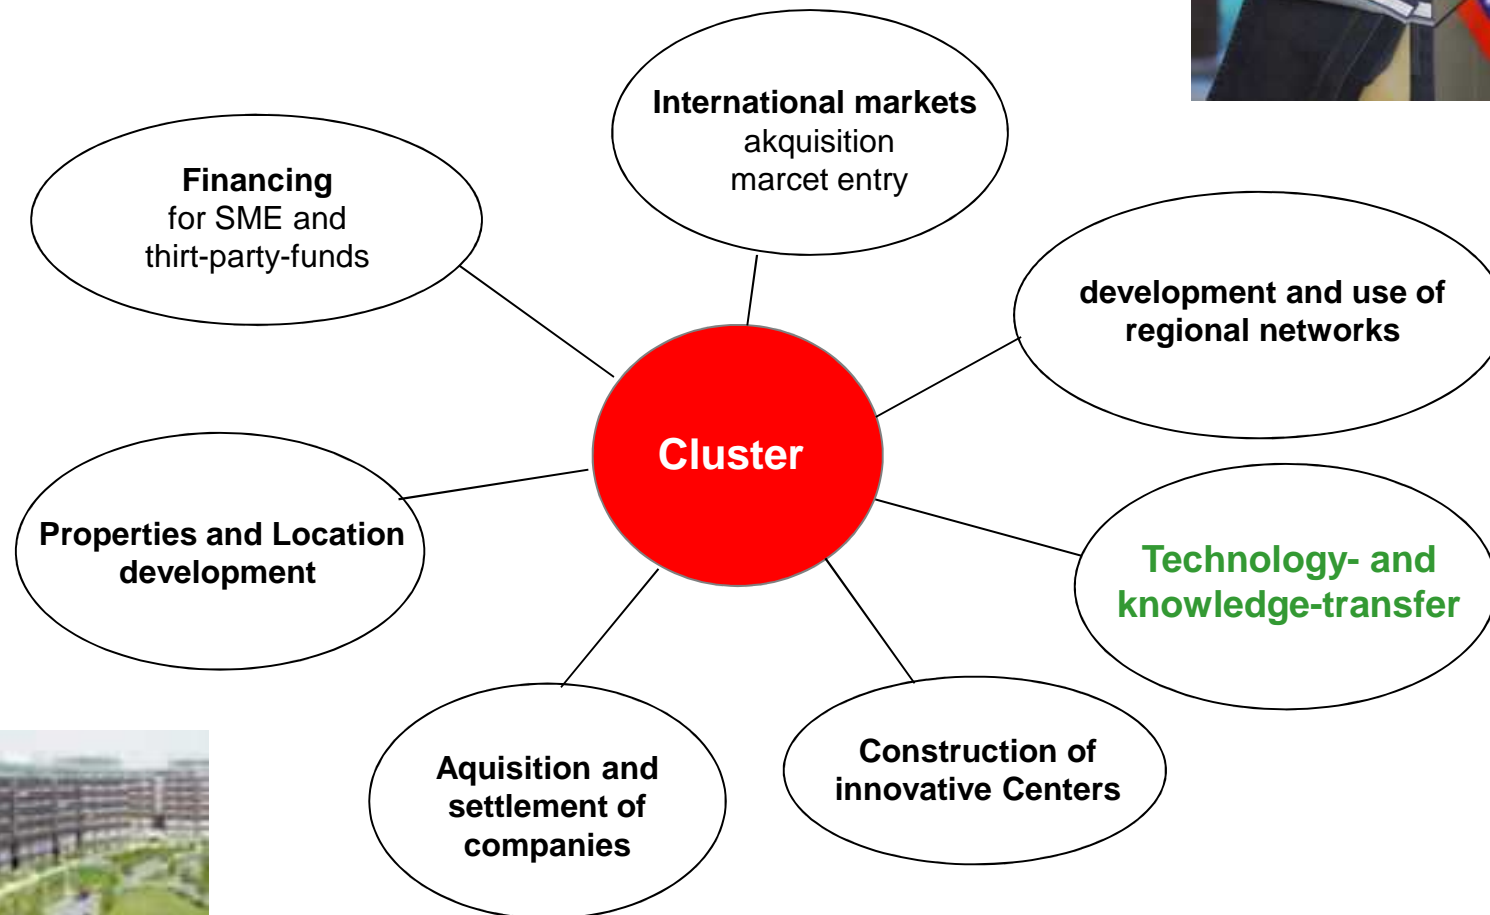 International markets
akquisition
marcet entry
Financing
for SME and
thirt-party-funds
development and use of
regional networks
Cluster
Properties and Location
development
Technology- and
knowledge-transfer
Aquisition and
settlement of
companies
Construction of
innovative Centers